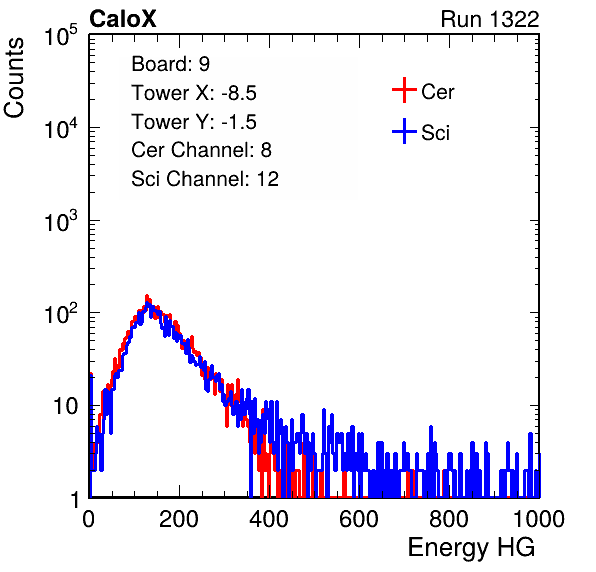 CaloX Run 1322
Counts
Board: 9
Tower X: -8.5
Tower Y: -1.5
Cer Channel: 8
Sci Channel: 12
Cer
Sci
10^5
10^4
10^3
10^2
10
1
0 200 400 600 800 1000
Energy HG